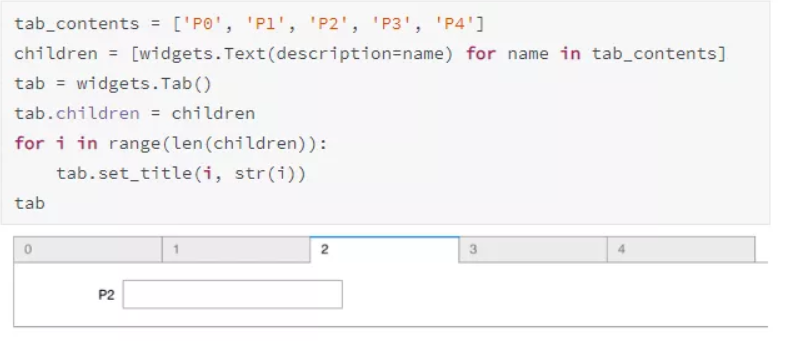 tab_contents = ['P0', 'P1', 'P2', 'P3', 'P4']
children = [widgets.Text(description=name) for name in tab_contents]
tab = widgets.Tab()
tab.children = children
for i in range(len(children)):
    tab.set_title(i, str(i))
tab
0 1 2 3 4
P2